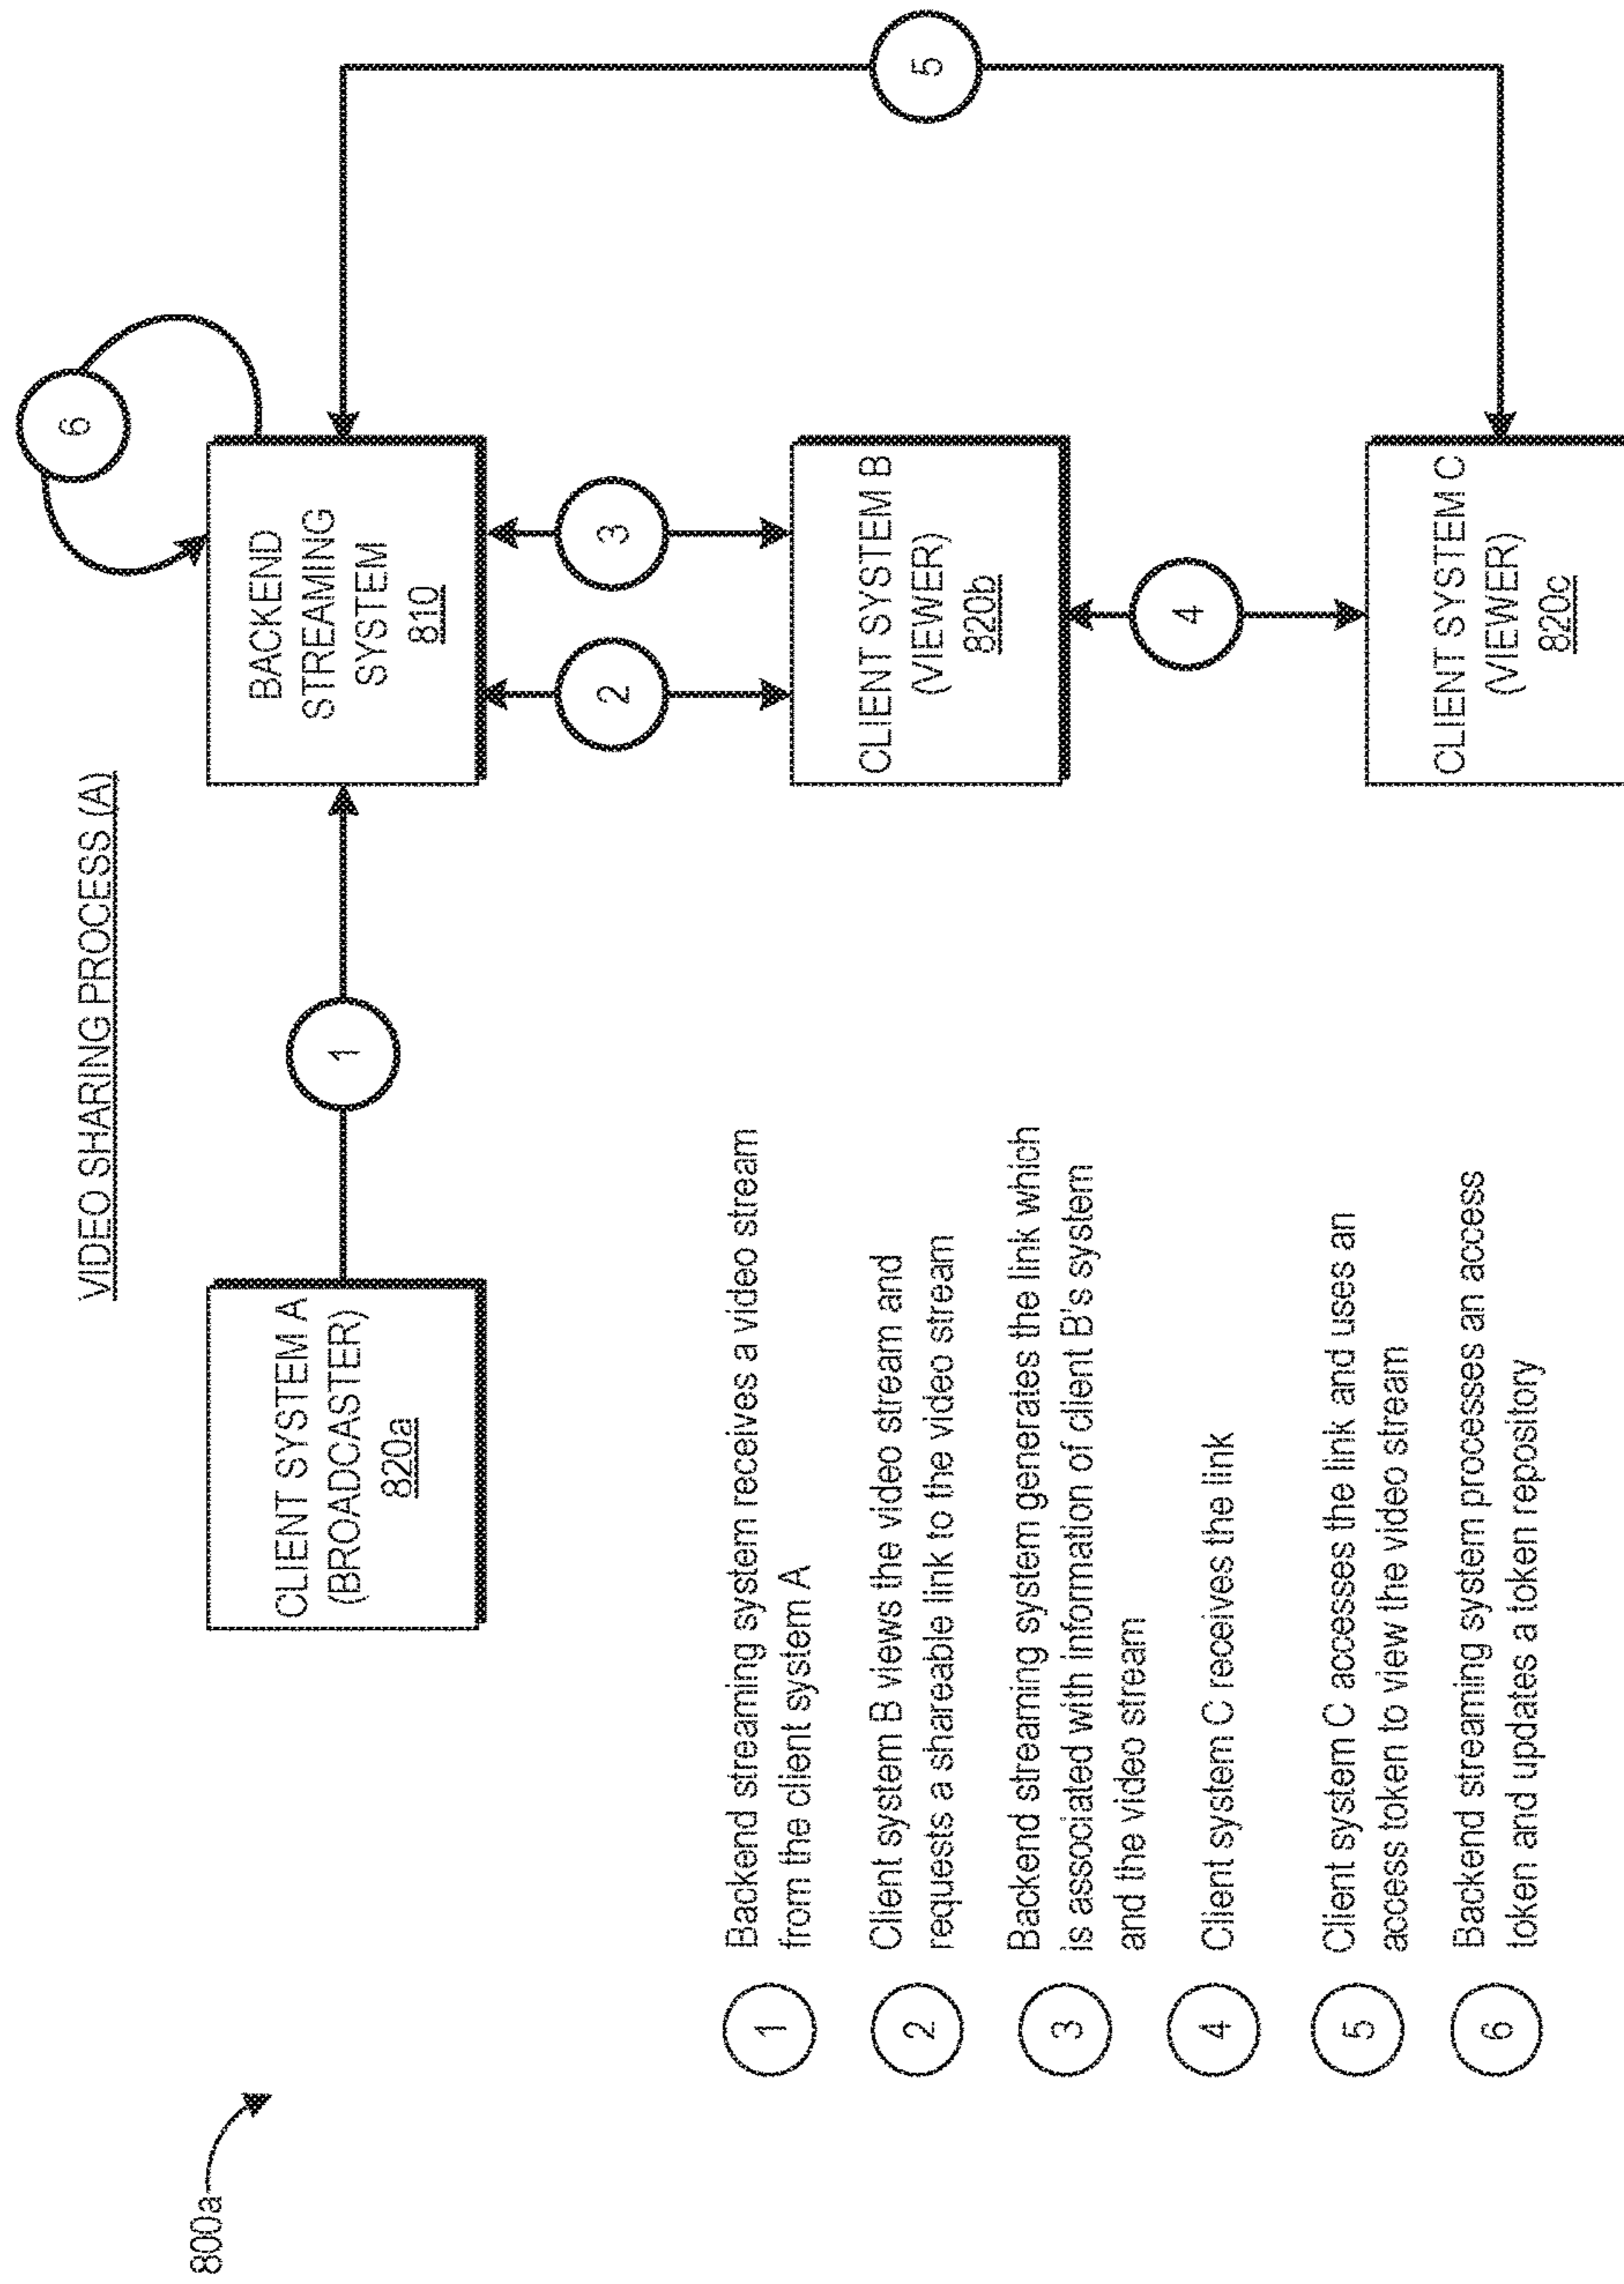 800a
VIDEO SHARING PROCESS (A)
CLIENT SYSTEM A
(BROADCASTER)
820a
1
BACKEND
STREAMING
SYSTEM
810
6
2
3
5
CLIENT SYSTEM B
(VIEWER)
820b
4
CLIENT SYSTEM C
(VIEWER)
820c
1
Backend streaming system receives a video stream
from the client system A
2
Client system B views the video stream and
requests a shareable link to the video stream
3
Backend streaming system generates the link which
is associated with information of client B's system
and the video stream
4
Client system C receives the link
5
Client system C accesses the link and uses an
access token to view the video stream
6
Backend streaming system processes an access
token and updates a token repository